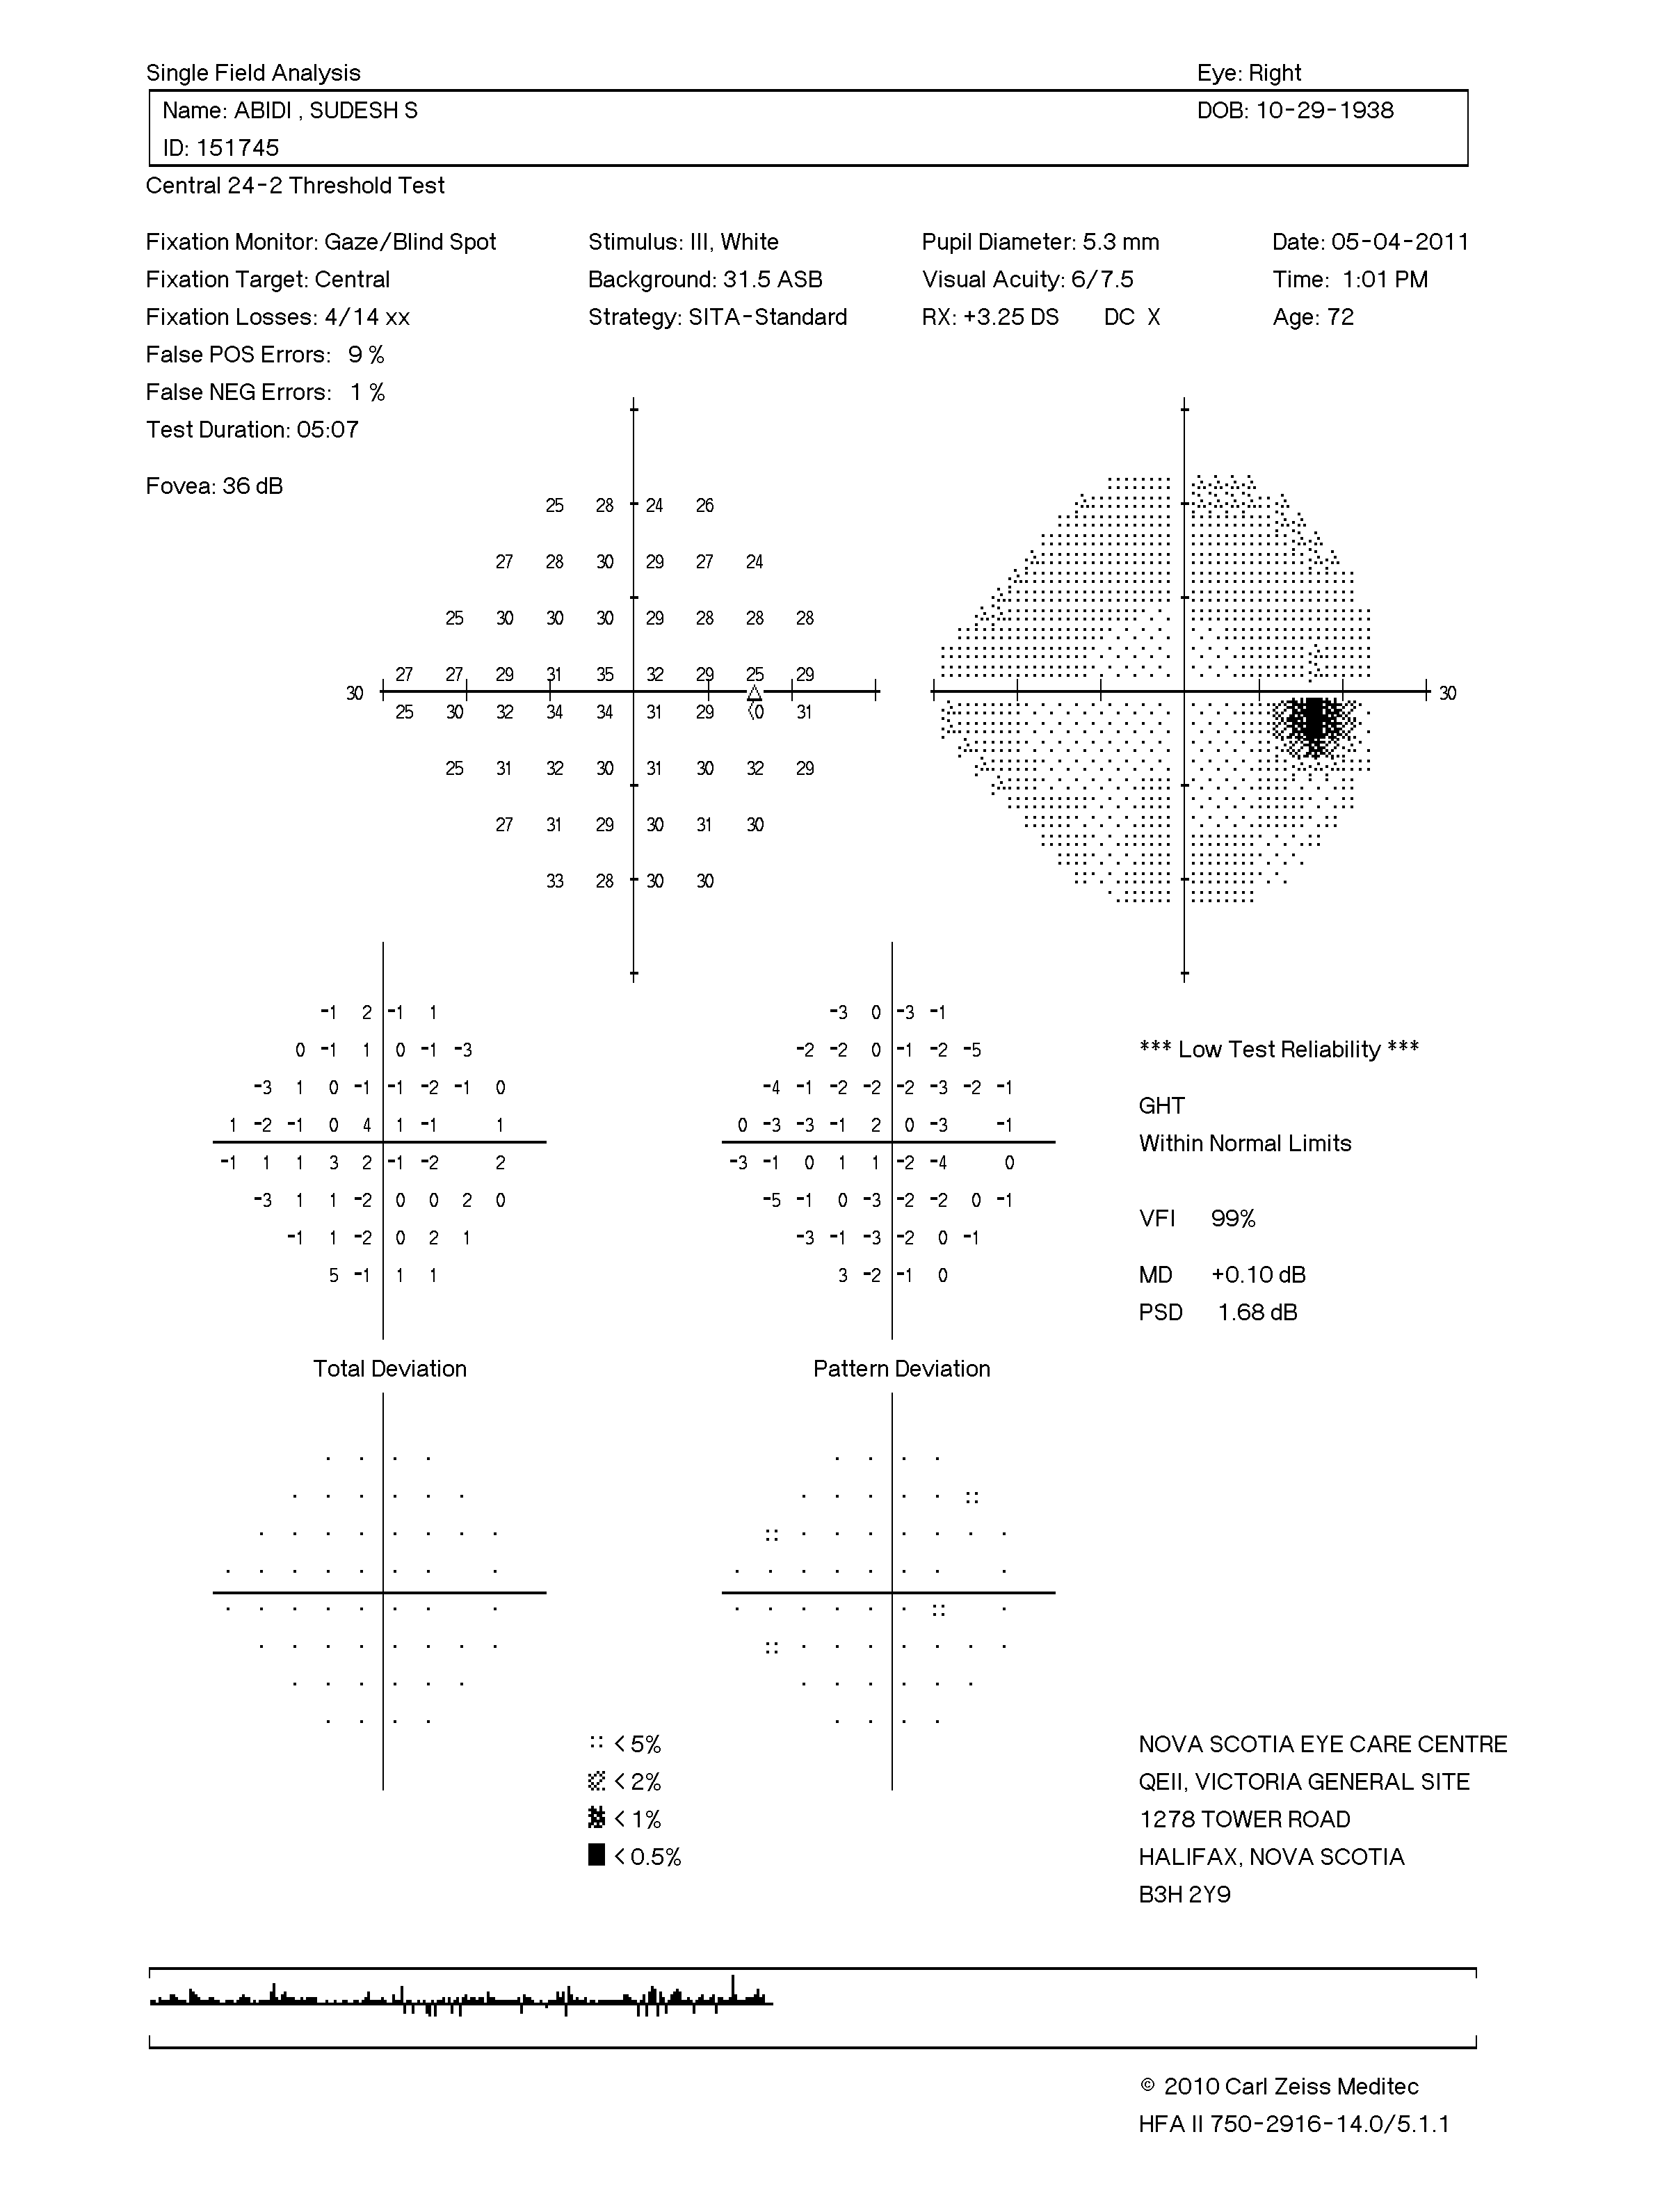 Single Field Analysis Eye: Right
Name: ABIDI , SUDESH S DOB: 10-29-1938
ID: 151745
Central 24-2 Threshold Test
Fixation Monitor: Gaze/Blind Spot Stimulus: III, White Pupil Diameter: 5.3 mm Date: 05-04-2011
Fixation Target: Central Background: 31.5 ASB Visual Acuity: 6/7.5 Time: 1:01 PM
Fixation Losses: 4/14 xx Strategy: SITA-Standard RX: +3.25 DS DC X Age: 72
False POS Errors: 9 %
False NEG Errors: 1 %
Test Duration: 05:07
Fovea: 36 dB
25 28 24 26
27 28 30 29 27 24
25 30 30 30 29 28 28 28
27 27 29 31 35 32 29 25 29
30 30
25 30 32 34 34 31 29 <0 31
25 31 32 30 31 30 32 29
27 31 29 30 31 30
33 28 30 30
-1 2 -1 1 -3 0 -3 -1
0 -1 1 0 -1 -3 -2 -2 0 -1 -2 -5 *** Low Test Reliability ***
-3 1 0 -1 -1 -2 -1 0 -4 -1 -2 -2 -2 -3 -2 -1
GHT
1 -2 -1 0 4 1 -1 1 0 -3 -3 -1 2 0 -3 -1
Within Normal Limits
-1 1 1 3 2 -1 -2 2 -3 -1 0 1 1 -2 -4 0
-3 1 1 -2 0 0 2 0 -5 -1 0 -3 -2 -2 0 -1
VFI 99%
-1 1 -2 0 2 1 -3 -1 -3 -2 0 -1
5 -1 1 1 3 -2 -1 0 MD +0.10 dB
PSD 1.68 dB
Total Deviation Pattern Deviation
< 5% NOVA SCOTIA EYE CARE CENTRE
< 2% QEII, VICTORIA GENERAL SITE
< 1% 1278 TOWER ROAD
< 0.5% HALIFAX, NOVA SCOTIA
B3H 2Y9
© 2010 Carl Zeiss Meditec
HFA II 750-2916-14.0/5.1.1